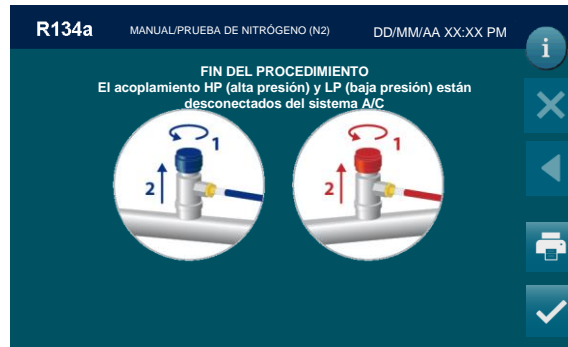 R134a MANUAL/PRUEBA DE NITRÓGENO (N2) DD/MM/AA XX:XX PM
i
FIN DEL PROCEDIMIENTO
El acoplamiento HP (alta presión) y LP (baja presión) están
desconectados del sistema A/C
1
2
1
2